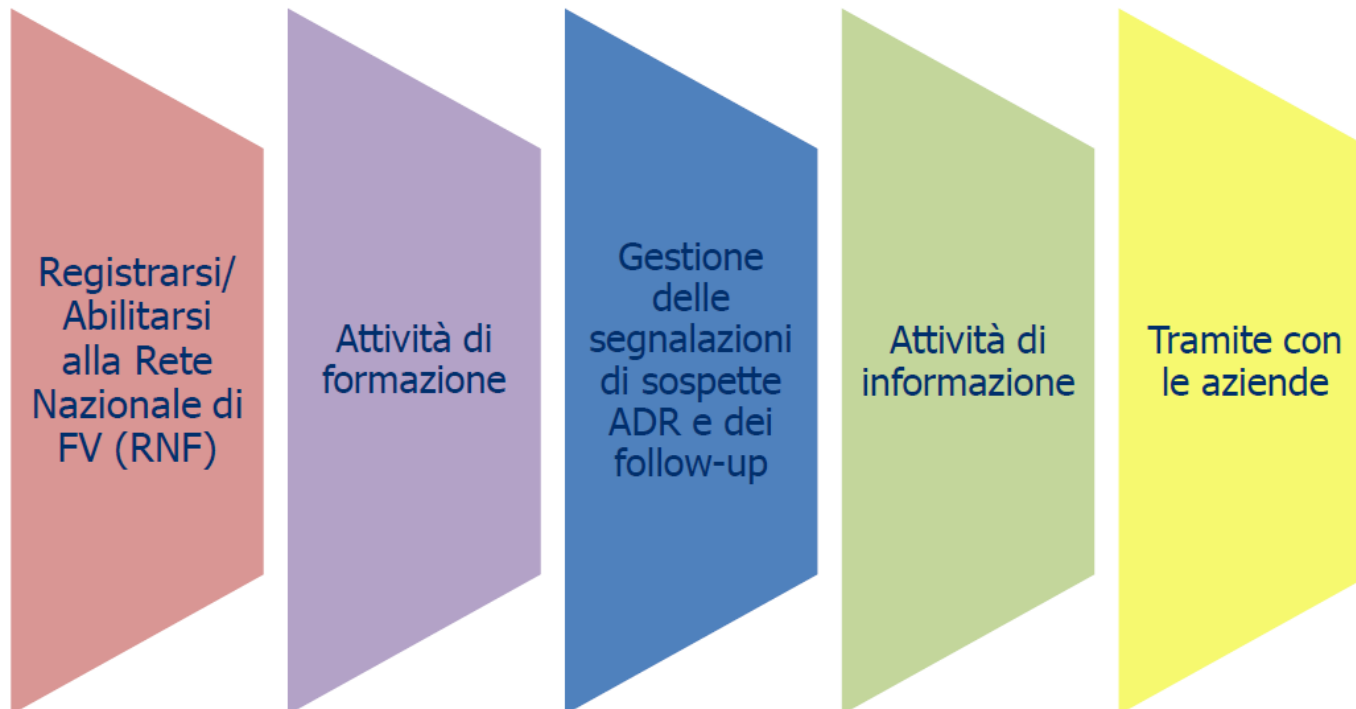 Registrarsi/
Abilitarsi
alla Rete
Nazionale di
FV (RNF)
Attività di
formazione
Gestione
delle
segnalazioni
di sospette
ADR e dei
follow-up
Attività di
informazione
Tramite con
le aziende